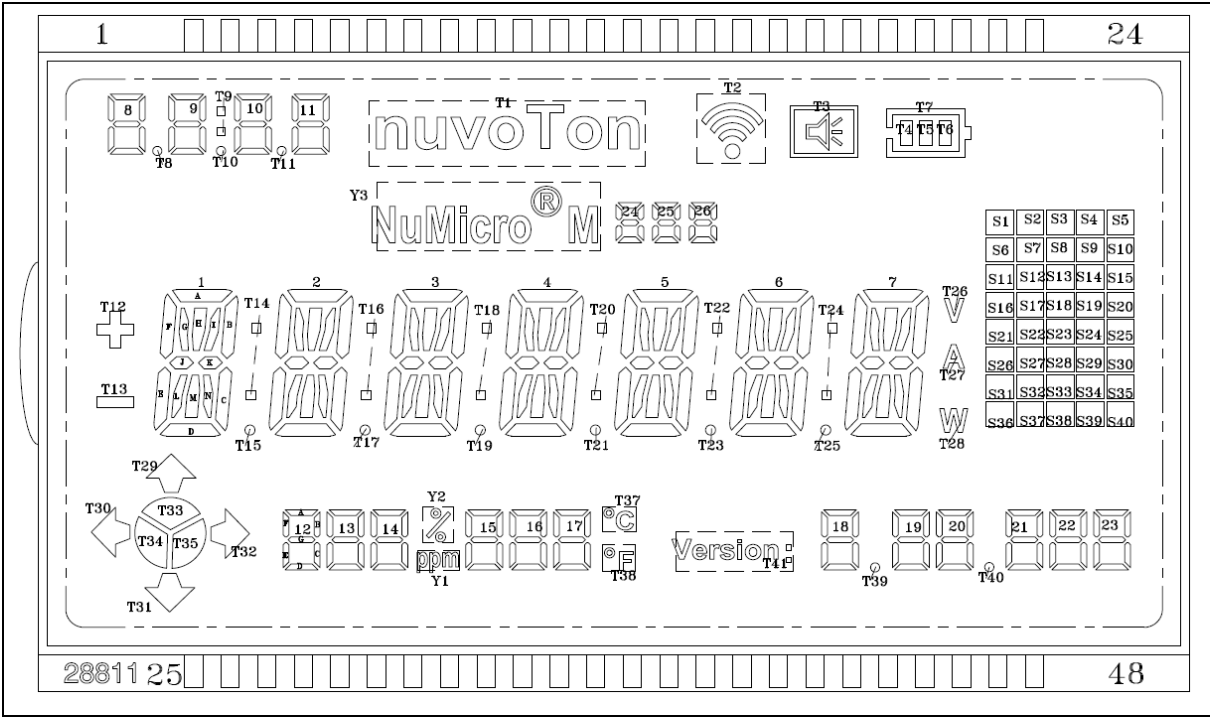 1 24
T9 T1 T2 T3 T7
8 9 10 11
nuvoTon
T4 T5 T6
T8 T10 T11
Y3
NuMicro® M
24 25 26
S1 S2 S3 S4 S5
S6 S7 S8 S9 S10
S11 S12 S13 S14 S15
S16 S17 S18 S19 S20
S21 S22 S23 S24 S25
S26 S27 S28 S29 S30
S31 S32 S33 S34 S35
S36 S37 S38 S39 S40
1 2 3 4 5 6 7
T12 T14 T16 T18 T20 T22 T24 T26
A
F G H I B
J K
E L M N C
D
V
T13
A
T27
W
T15 T17 T19 T21 T23 T25 T28
T29
T30 T33 T34 T35 T32
T31
12 13 14
A
F B
G
E C
D
Y2
%
ppm
Y1
15 16 17
T37
°C
°F
T38
Version:
T41
18 19 20 21 22 23
T39 T40
28811 25 48